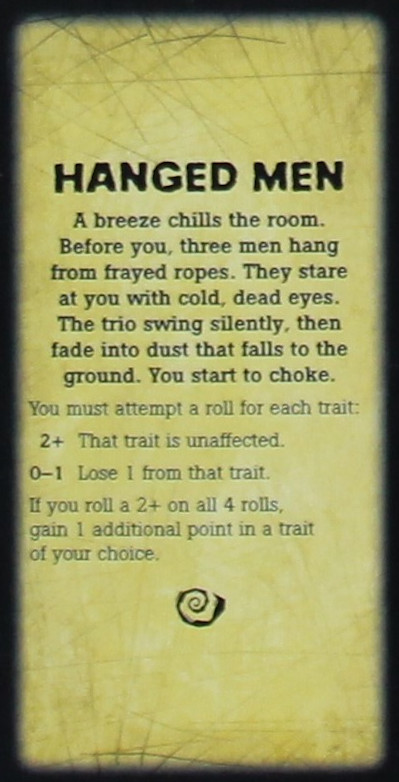 HANGED MEN
A breeze chills the room.
Before you, three men hang
from frayed ropes. They stare
at you with cold, dead eyes.
The trio swing silently, then
fade into dust that falls to the
ground. You start to choke.
You must attempt a roll for each trait:
2+ That trait is unaffected.
0–1 Lose 1 from that trait.
If you roll a 2+ on all 4 rolls,
gain 1 additional point in a trait
of your choice.